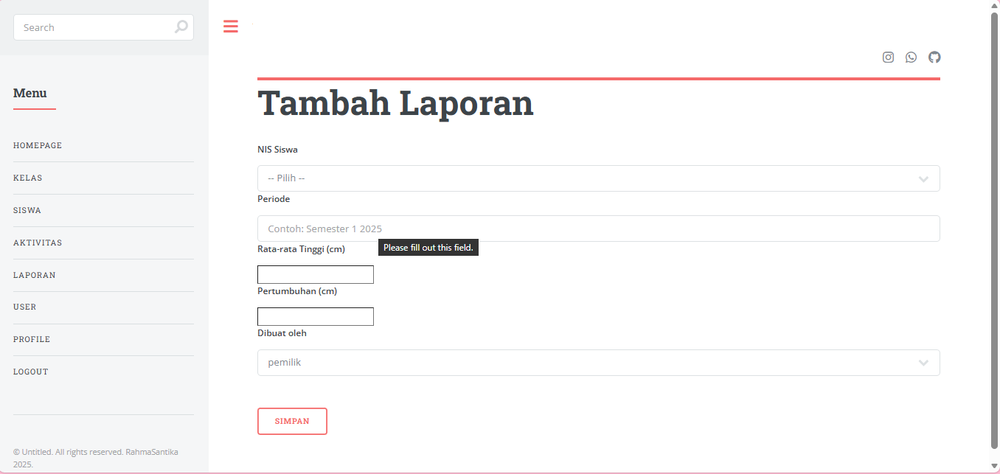 Search
Menu
HOMEPAGE
KELAS
SISWA
AKTIVITAS
LAPORAN
USER
PROFILE
LOGOUT
© Untitled. All rights reserved. RahmaSantika
2025.
Tambah Laporan
NIS Siswa
-- Pilih --
Periode
Contoh: Semester 1 2025
Please fill out this field.
Rata-rata Tinggi (cm)
Pertumbuhan (cm)
Dibuat oleh
pemilik
SIMPAN